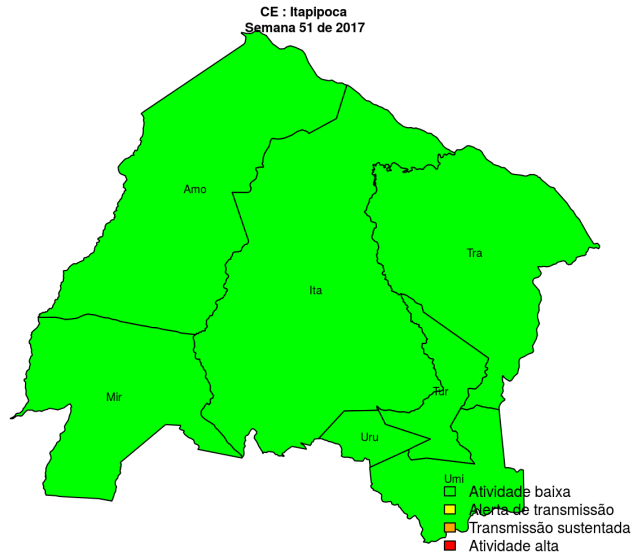 CE : Itapipoca
Semana 51 de 2017
Amo
Tra
Ita
Mir
Tur
Uru
Umi
Atividade baixa
Alerta de transmissão
Transmissão sustentada
Atividade alta